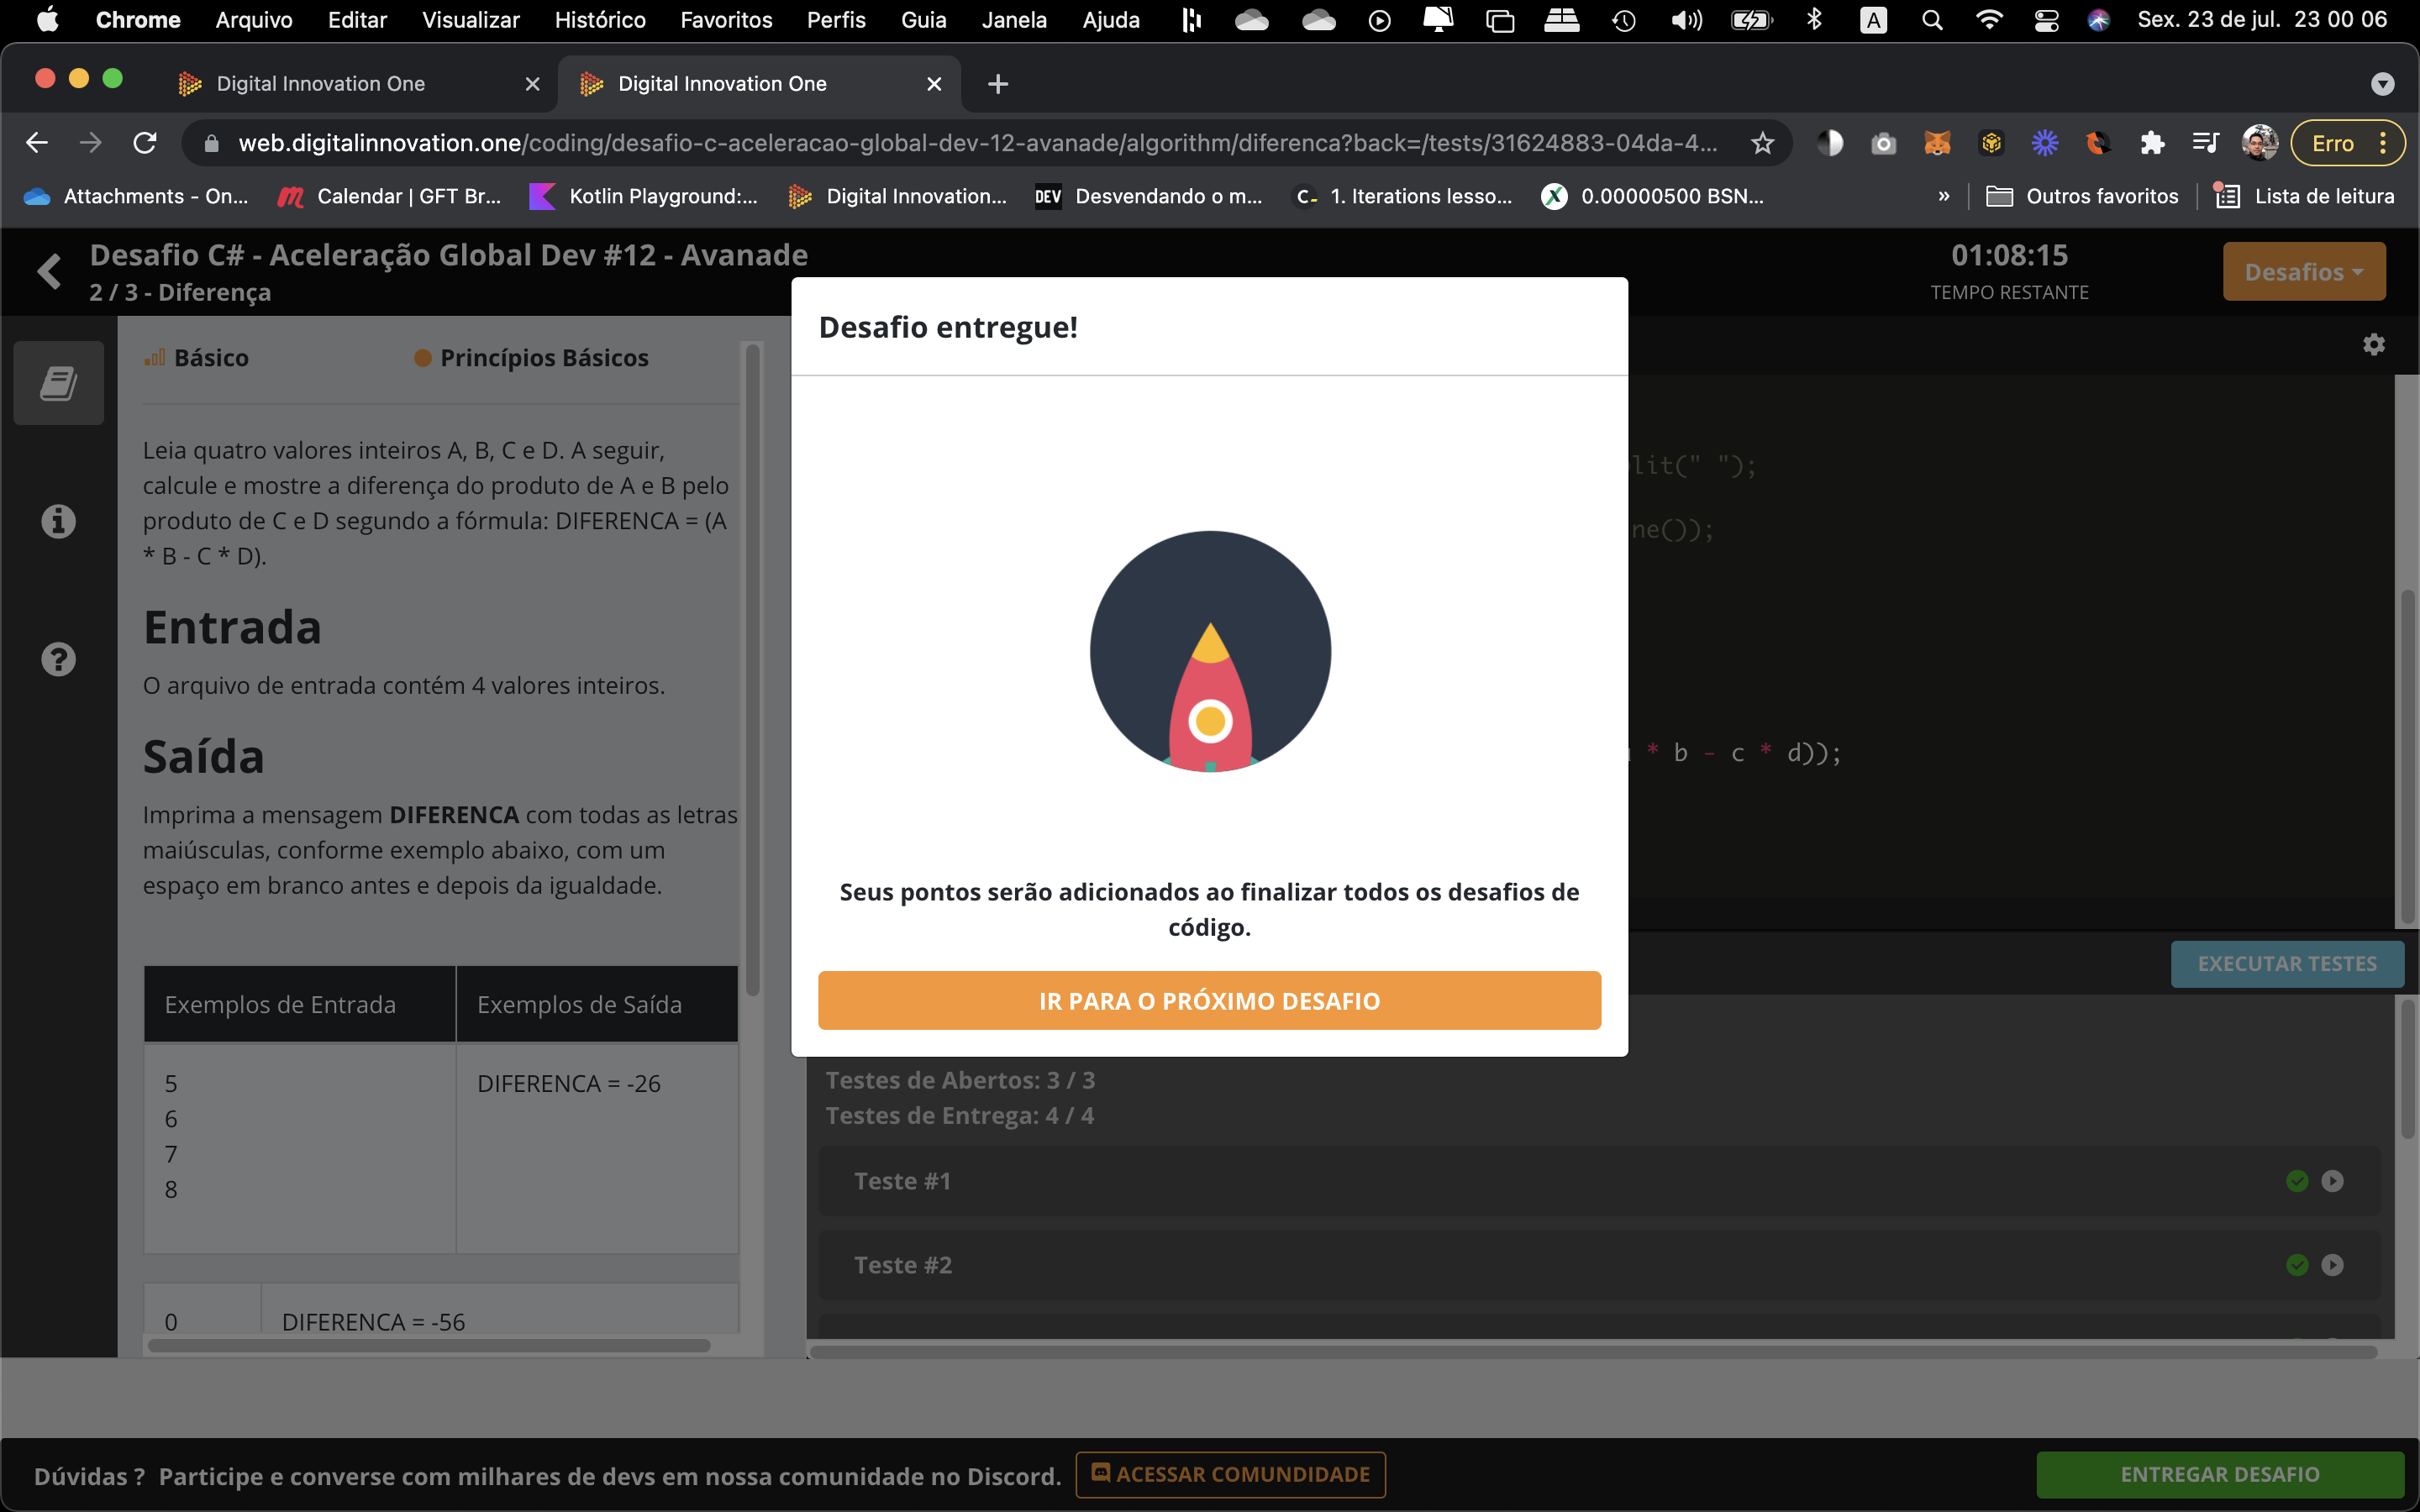 Chrome Arquivo Editar Visualizar Histórico Favoritos Perfis Guia Janela Ajuda A Sex. 23 de jul. 23 00 06
Digital Innovation One
Digital Innovation One
web.digitalinnovation.one/coding/desafio-c-aceleracao-global-dev-12-avanade/algorithm/diferenca?back=/tests/31624883-04da-4...
Erro
Attachments - On... Calendar | GFT Br... Kotlin Playground:... Digital Innovation... DEV Desvendando o m... C_ 1. Iterations lesso... X 0.00000500 BSN... » Outros favoritos Lista de leitura
Desafio C# - Aceleração Global Dev #12 - Avanade
2 / 3 - Diferença
01:08:15
TEMPO RESTANTE
Desafios
Básico
Princípios Básicos
Leia quatro valores inteiros A, B, C e D. A seguir,
calcule e mostre a diferença do produto de A e B pelo
produto de C e D segundo a fórmula: DIFERENCA = (A
* B - C * D).
Entrada
O arquivo de entrada contém 4 valores inteiros.
Saída
Imprima a mensagem DIFERENCA com todas as letras
maiúsculas, conforme exemplo abaixo, com um
espaço em branco antes e depois da igualdade.
Exemplos de Entrada
Exemplos de Saída
5
6
7
8
DIFERENCA = -26
0
DIFERENCA = -56
Desafio entregue!
Seus pontos serão adicionados ao finalizar todos os desafios de
código.
IR PARA O PRÓXIMO DESAFIO
lit(" ");
ne());
* b - c * d));
EXECUTAR TESTES
Testes de Abertos: 3 / 3
Testes de Entrega: 4 / 4
Teste #1
Teste #2
Dúvidas ? Participe e converse com milhares de devs em nossa comunidade no Discord.
ACESSAR COMUNDIDADE
ENTREGAR DESAFIO